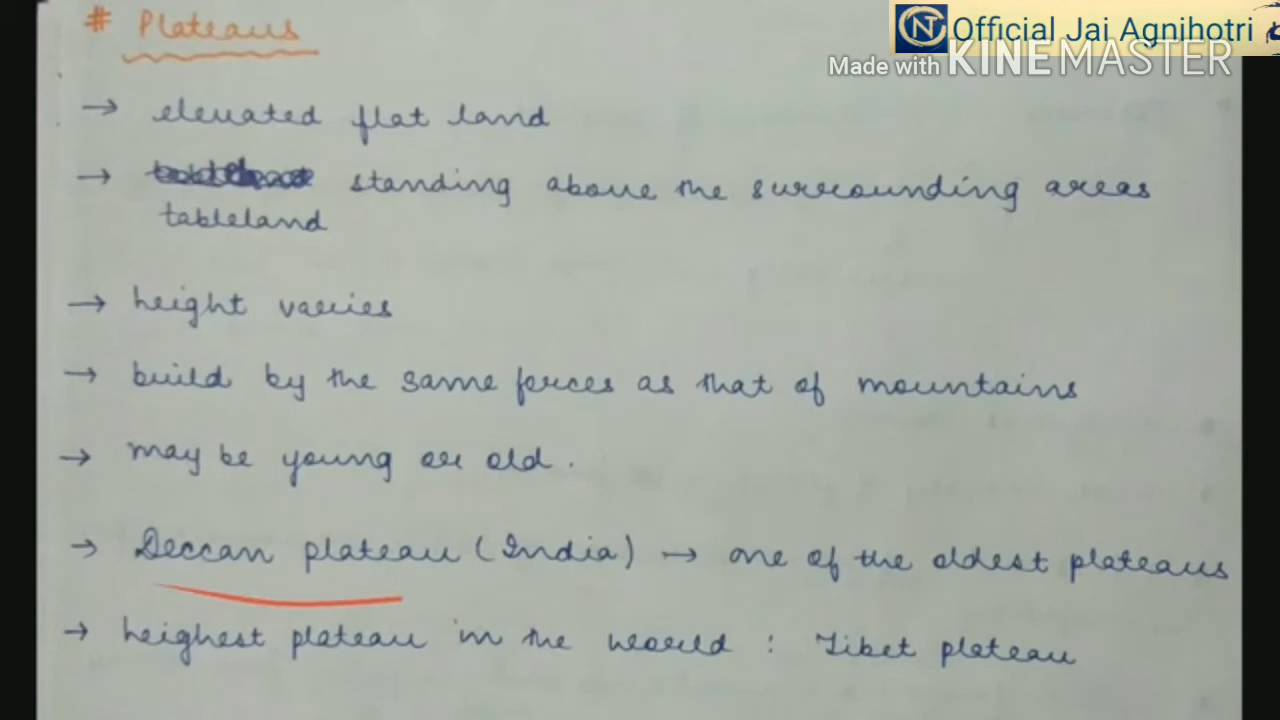 # Plateaus
Official Jai Agnihotri
Made with KINEMASTER
→ elevated flat land
→ standing above the surrounding areas
tableland
→ height varies
→ build by the same forces as that of mountains
→ may be young or old.
→ Deccan plateau (India) → one of the oldest plateaus
→ heighest plateau in the world : Tibet plateau